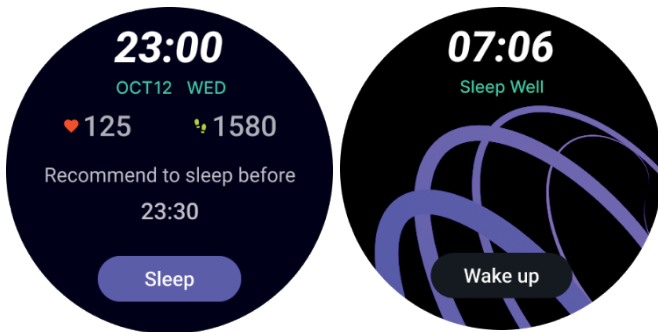 23:00
OCT12 WED
125 1580
Recommend to sleep before
23:30
Sleep
07:06
Sleep Well
Wake up